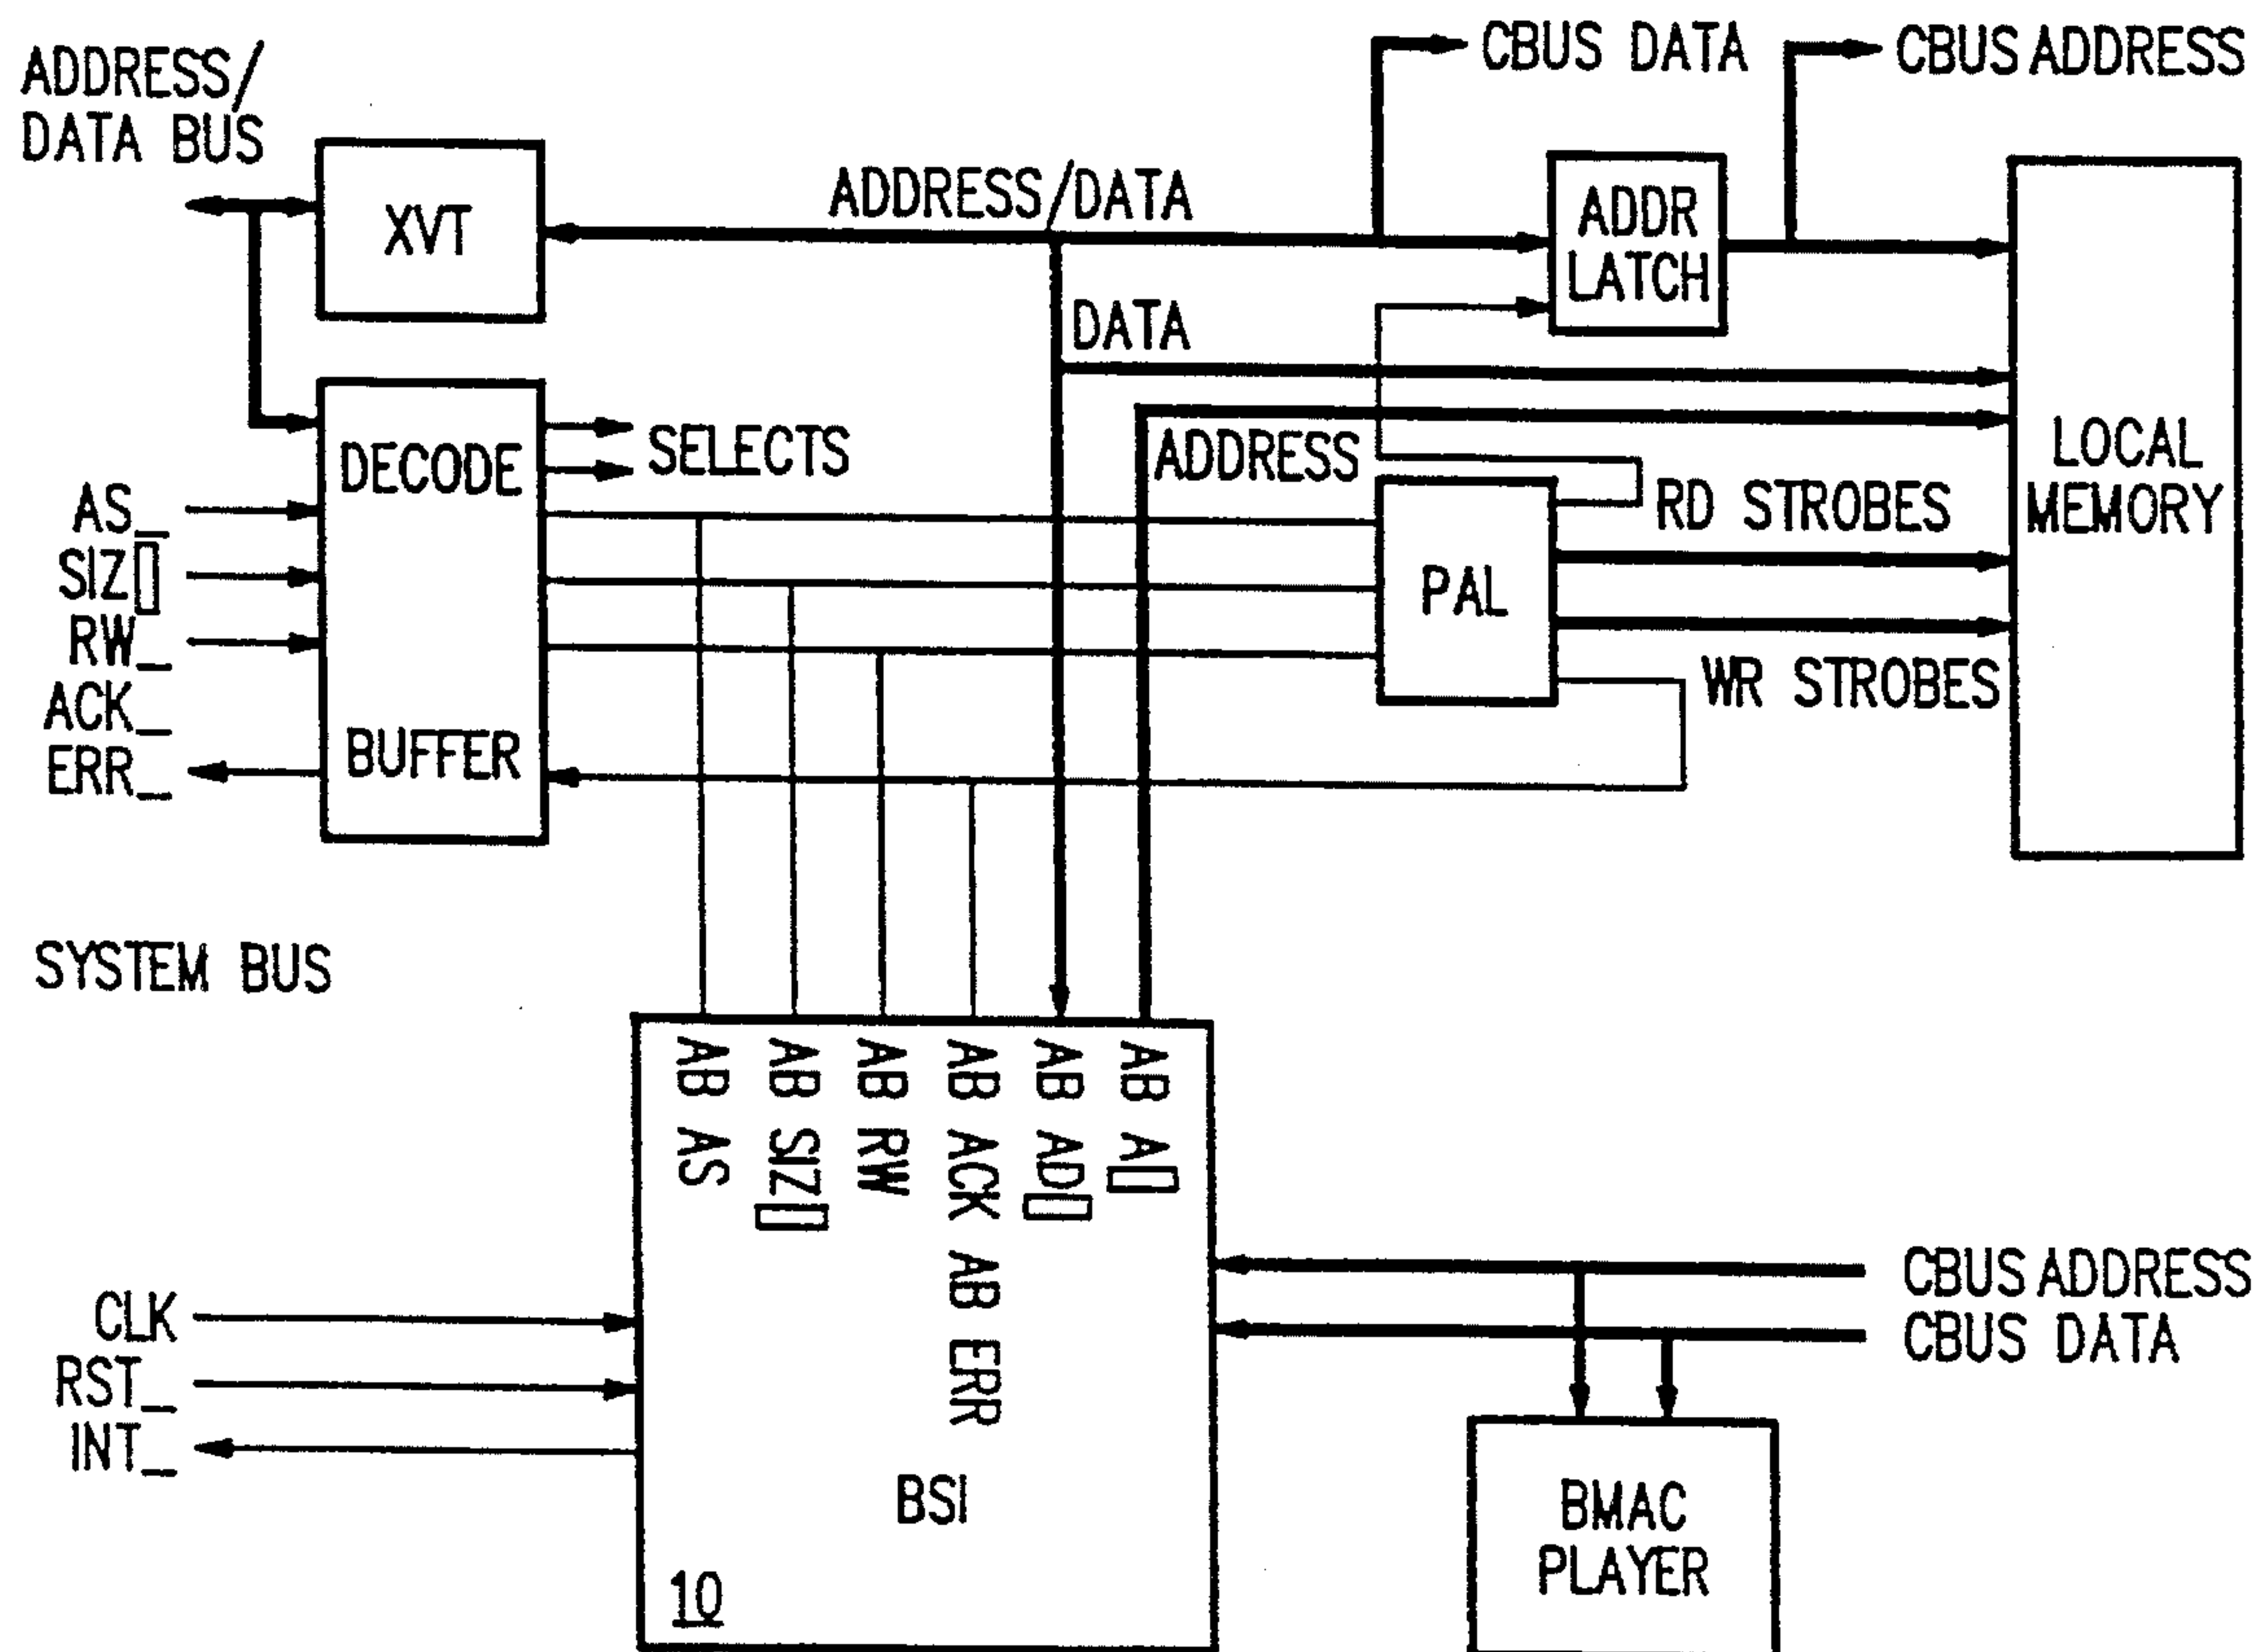 ADDRESS/
DATA BUS
CBUS DATA
CBUS ADDRESS
XVT
ADDRESS/DATA
ADDR
LATCH
DATA
DECODE
SELECTS
ADDRESS
LOCAL
MEMORY
RD STROBES
AS_
SIZ[]
RW_
ACK_
ERR_
PAL
WR STROBES
BUFFER
SYSTEM BUS
AB AS
AB SIZ[]
AB RW
AB ACK AB ERR
AB AD[]
AB A[]
CBUS ADDRESS
CBUS DATA
CLK
RST_
INT_
BSI
10
BMAC
PLAYER